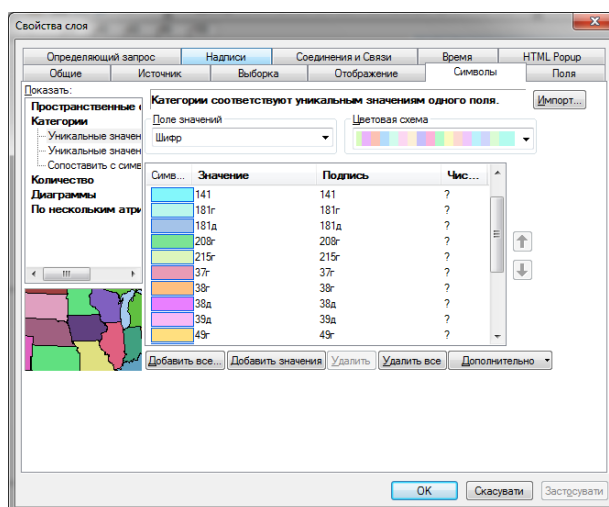 Свойства слоя
Определяющий запрос Надписи Соединения и Связи Время HTML Popup
Общие Источник Выборка Отображение Символы Поля
Показать:
Пространственные
Категории
Уникальные значен
Уникальные значен
Сопоставить с симе
Количество
Диаграммы
По нескольким атри
Категории соответствуют уникальным значениям одного поля.
Импорт...
Поле значений
Шифр
Цветовая схема
Симв... Значение Подпись Чис...
141 141 ?
181г 181г ?
181д 181д ?
208г 208г ?
215г 215г ?
37г 37г ?
38г 38г ?
38д 38д ?
39д 39д ?
49г 49г ?
Добавить все... Добавить значения Удалить Удалить все Дополнительно
OK Скасувати Застосувати